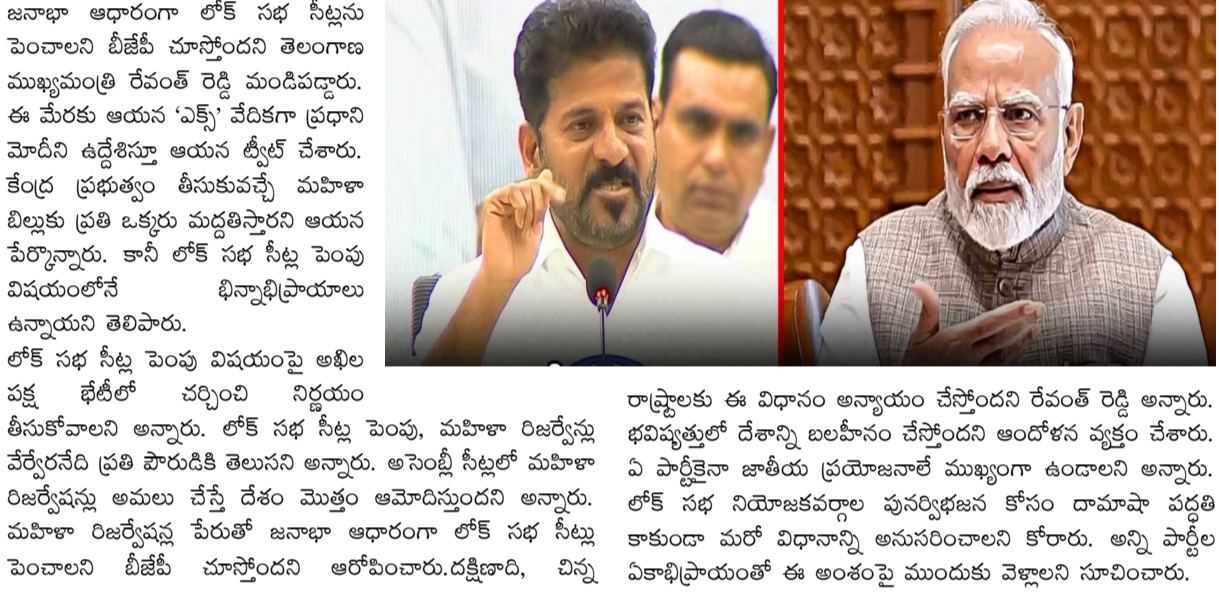 జనాభా ఆధారంగా లోక్ సభ సీట్లను
పెంచాలని బీజేపీ చూస్తోందని తెలంగాణ
ముఖ్యమంత్రి రేవంత్ రెడ్డి మండిపడ్డారు.
ఈ మేరకు ఆయన ‘ఎక్స్’ వేదికగా ప్రధాని
మోదీని ఉద్దేశిస్తూ ఆయన ట్వీట్ చేశారు.
కేంద్ర ప్రభుత్వం తీసుకువచ్చే మహిళా
బిల్లుకు ప్రతి ఒక్కరు మద్దతిస్తారని ఆయన
పేర్కొన్నారు. కానీ లోక్ సభ సీట్ల పెంపు
విషయంలోనే భిన్నాభిప్రాయాలు
ఉన్నాయని తెలిపారు.
లోక్ సభ సీట్ల పెంపు విషయంపై అఖిల
పక్ష భేటీలో చర్చించి నిర్ణయం
తీసుకోవాలని అన్నారు. లోక్ సభ సీట్ల పెంపు, మహిళా రిజర్వేన్లు
వేర్వేరనేది ప్రతి పౌరుడికి తెలుసని అన్నారు. అసెంబ్లీ సీట్లలో మహిళా
రిజర్వేషన్లు అమలు చేస్తే దేశం మొత్తం ఆమోదిస్తుందని అన్నారు.
మహిళా రిజర్వేషన్ల పేరుతో జనాభా ఆధారంగా లోక్ సభ సీట్లు
పెంచాలని బీజేపీ చూస్తోందని ఆరోపించారు.దక్షిణాది, చిన్న
రాష్ట్రాలకు ఈ విధానం అన్యాయం చేస్తోందని రేవంత్ రెడ్డి అన్నారు.
భవిష్యత్తులో దేశాన్ని బలహీనం చేస్తోందని ఆందోళన వ్యక్తం చేశారు.
ఏ పార్టీకైనా జాతీయ ప్రయోజనాలే ముఖ్యంగా ఉండాలని అన్నారు.
లోక్ సభ నియోజకవర్గాల పునర్విభజన కోసం దామాషా పద్ధతి
కాకుండా మరో విధానాన్ని అనుసరించాలని కోరారు. అన్ని పార్టీల
ఏకాభిప్రాయంతో ఈ అంశంపై ముందుకు వెళ్లాలని సూచించారు.